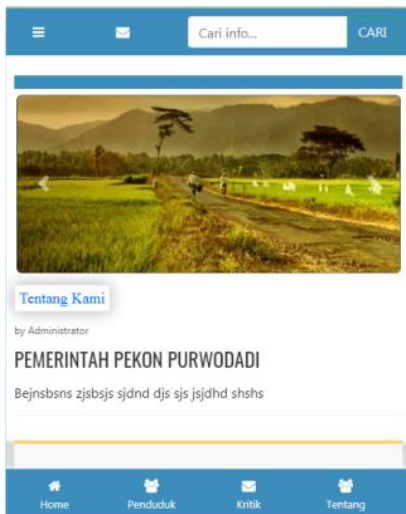 Cari info...
CARI
Tentang Kami
by Administrator
PEMERINTAH PEKON PURWODADI
Bejnsbsns zjsbsjs sjdnd djs sjs jsjdhd shshs
Home
Penduduk
Kritik
Tentang